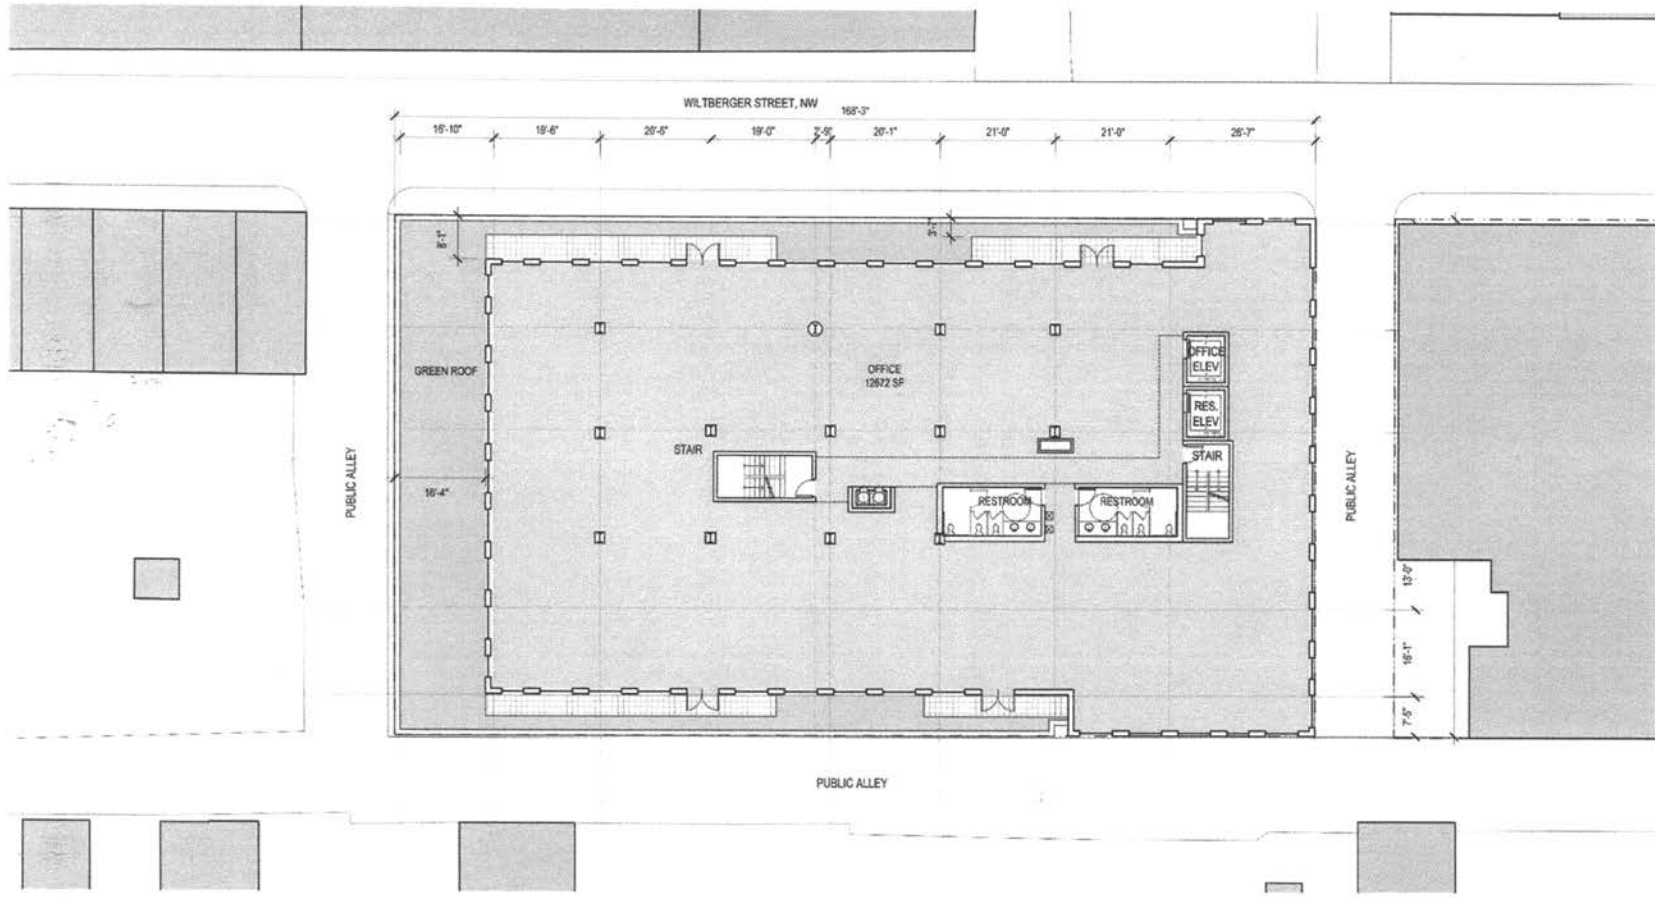 WILTBERGER STREET, NW
168'-3"
16'-10"
19'-6"
20'-6"
19'-0"
2'-9"
20'-1"
21'-0"
21'-0"
26'-7"
8'-1"
GREEN ROOF
OFFICE
12672 SF
OFFICE
ELEV
RES.
ELEV
STAIR
STAIR
PUBLIC ALLEY
16'-4"
PUBLIC ALLEY
RESTROOM
RESTROOM
13'-0"
16'-1"
7'-5"
PUBLIC ALLEY